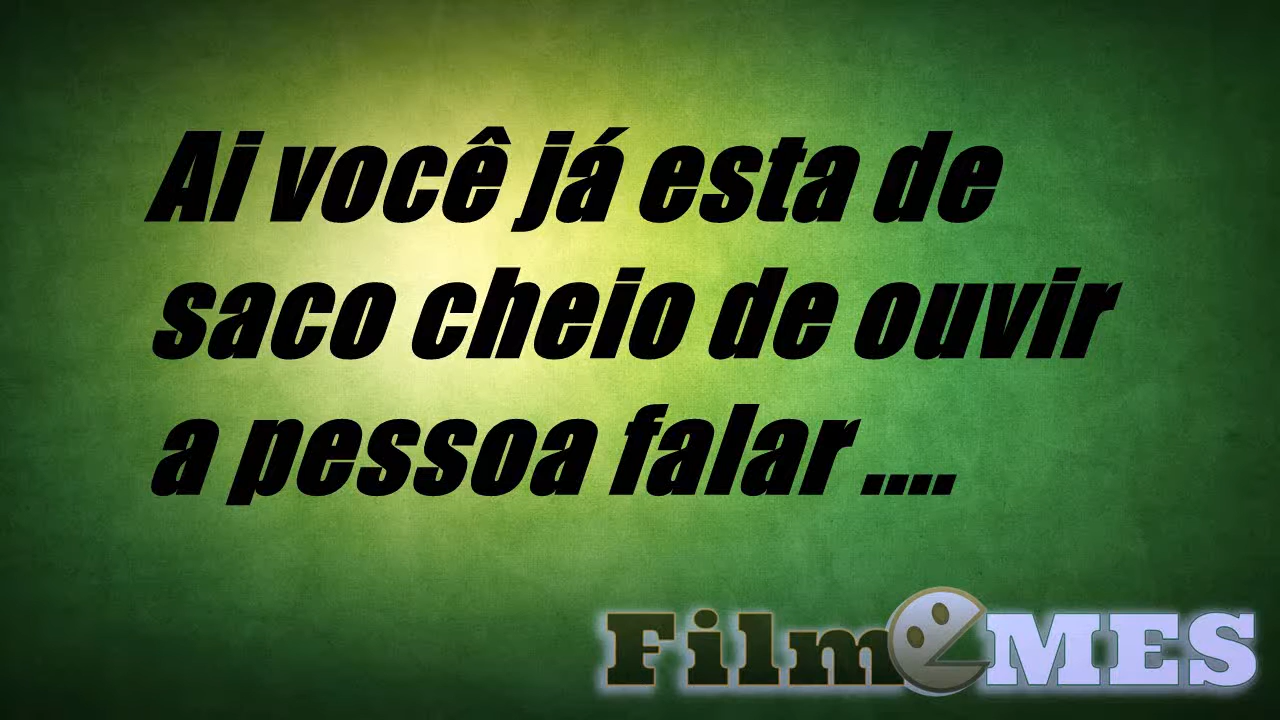 Ai você já esta de
saco cheio de ouvir
a pessoa falar ....
FilmeMES